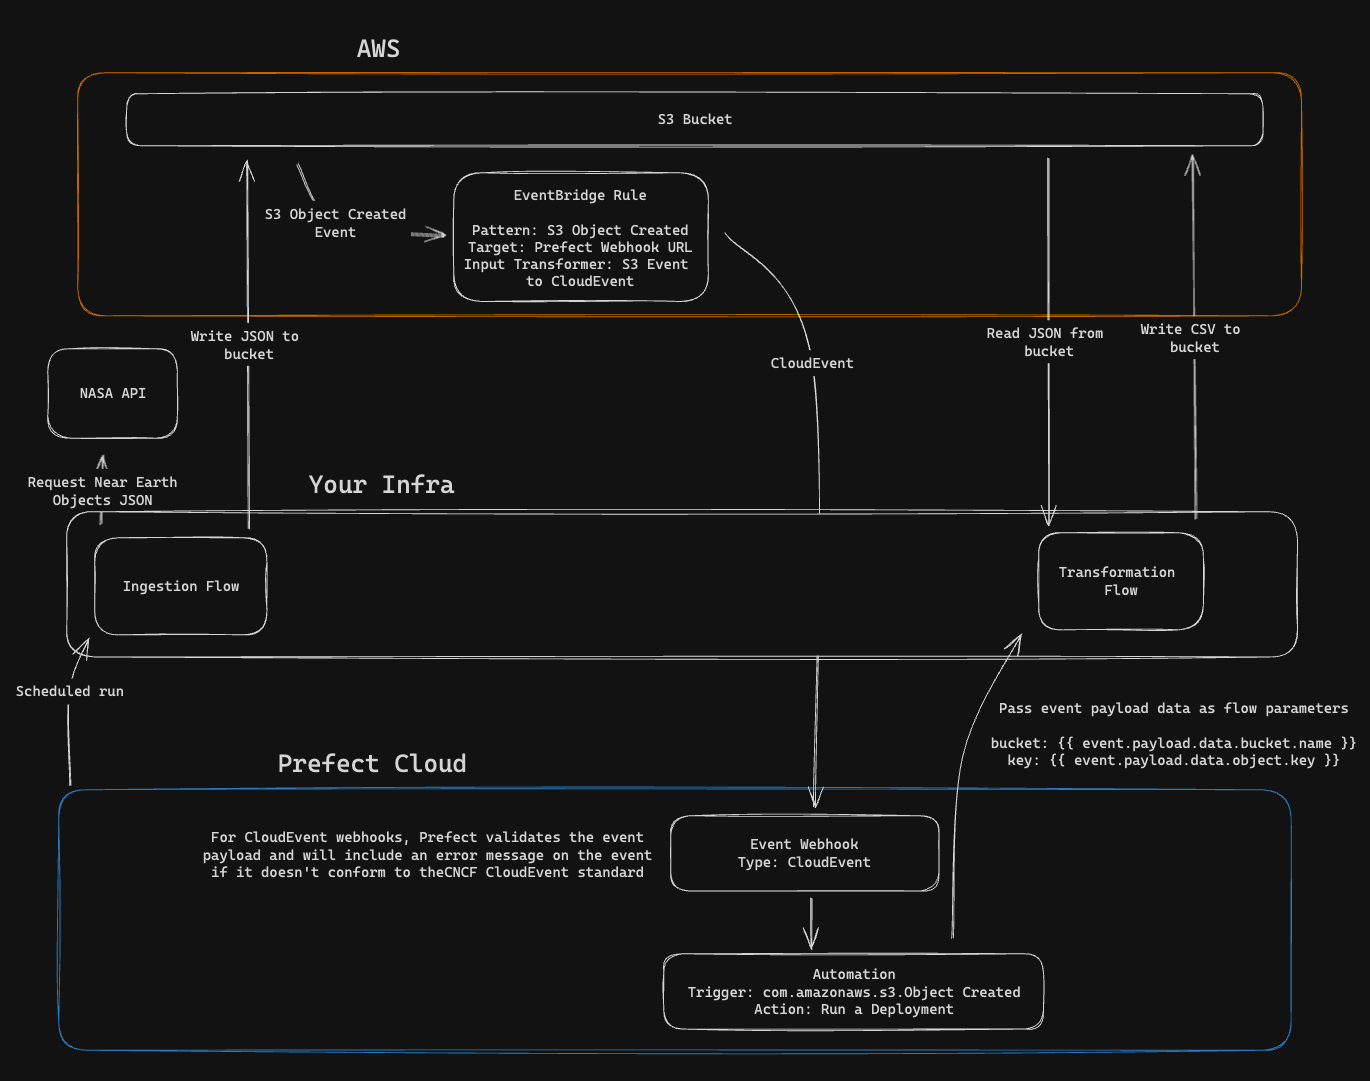 AWS
S3 Bucket
S3 Object Created
Event
EventBridge Rule
Pattern: S3 Object Created
Target: Prefect Webhook URL
Input Transformer: S3 Event
to CloudEvent
Write JSON to
bucket
CloudEvent
Read JSON from
bucket
Write CSV to
bucket
NASA API
Request Near Earth
Objects JSON
Your Infra
Ingestion Flow
Transformation
Flow
Scheduled run
Pass event payload data as flow parameters
bucket: {{ event.payload.data.bucket.name }}
key: {{ event.payload.data.object.key }}
Prefect Cloud
For CloudEvent webhooks, Prefect validates the event
payload and will include an error message on the event
if it doesn't conform to theCNCF CloudEvent standard
Event Webhook
Type: CloudEvent
Automation
Trigger: com.amazonaws.s3.Object Created
Action: Run a Deployment